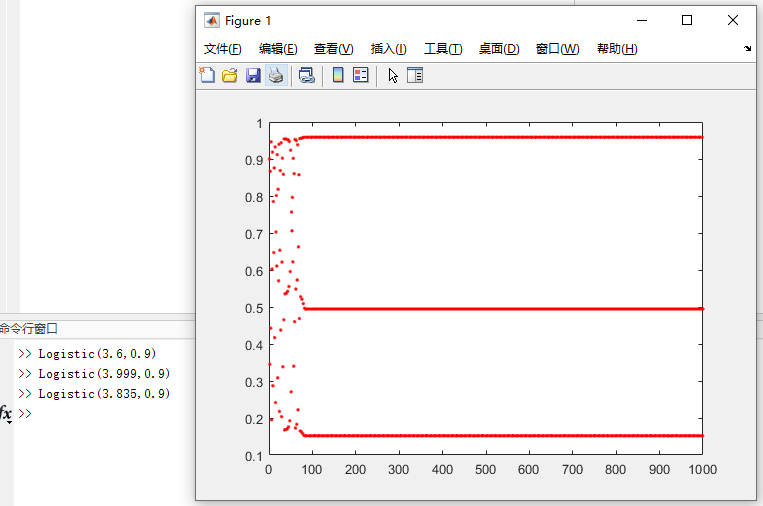 Figure 1
文件(F) 编辑(E) 查看(V) 插入(I) 工具(T) 桌面(D) 窗口(W) 帮助(H)
1
0.9
0.8
0.7
0.6
0.5
0.4
0.3
0.2
0.1
0 100 200 300 400 500 600 700 800 900 1000
命令行窗口
>> Logistic(3.6,0.9)
>> Logistic(3.999,0.9)
>> Logistic(3.835,0.9)
fx >>